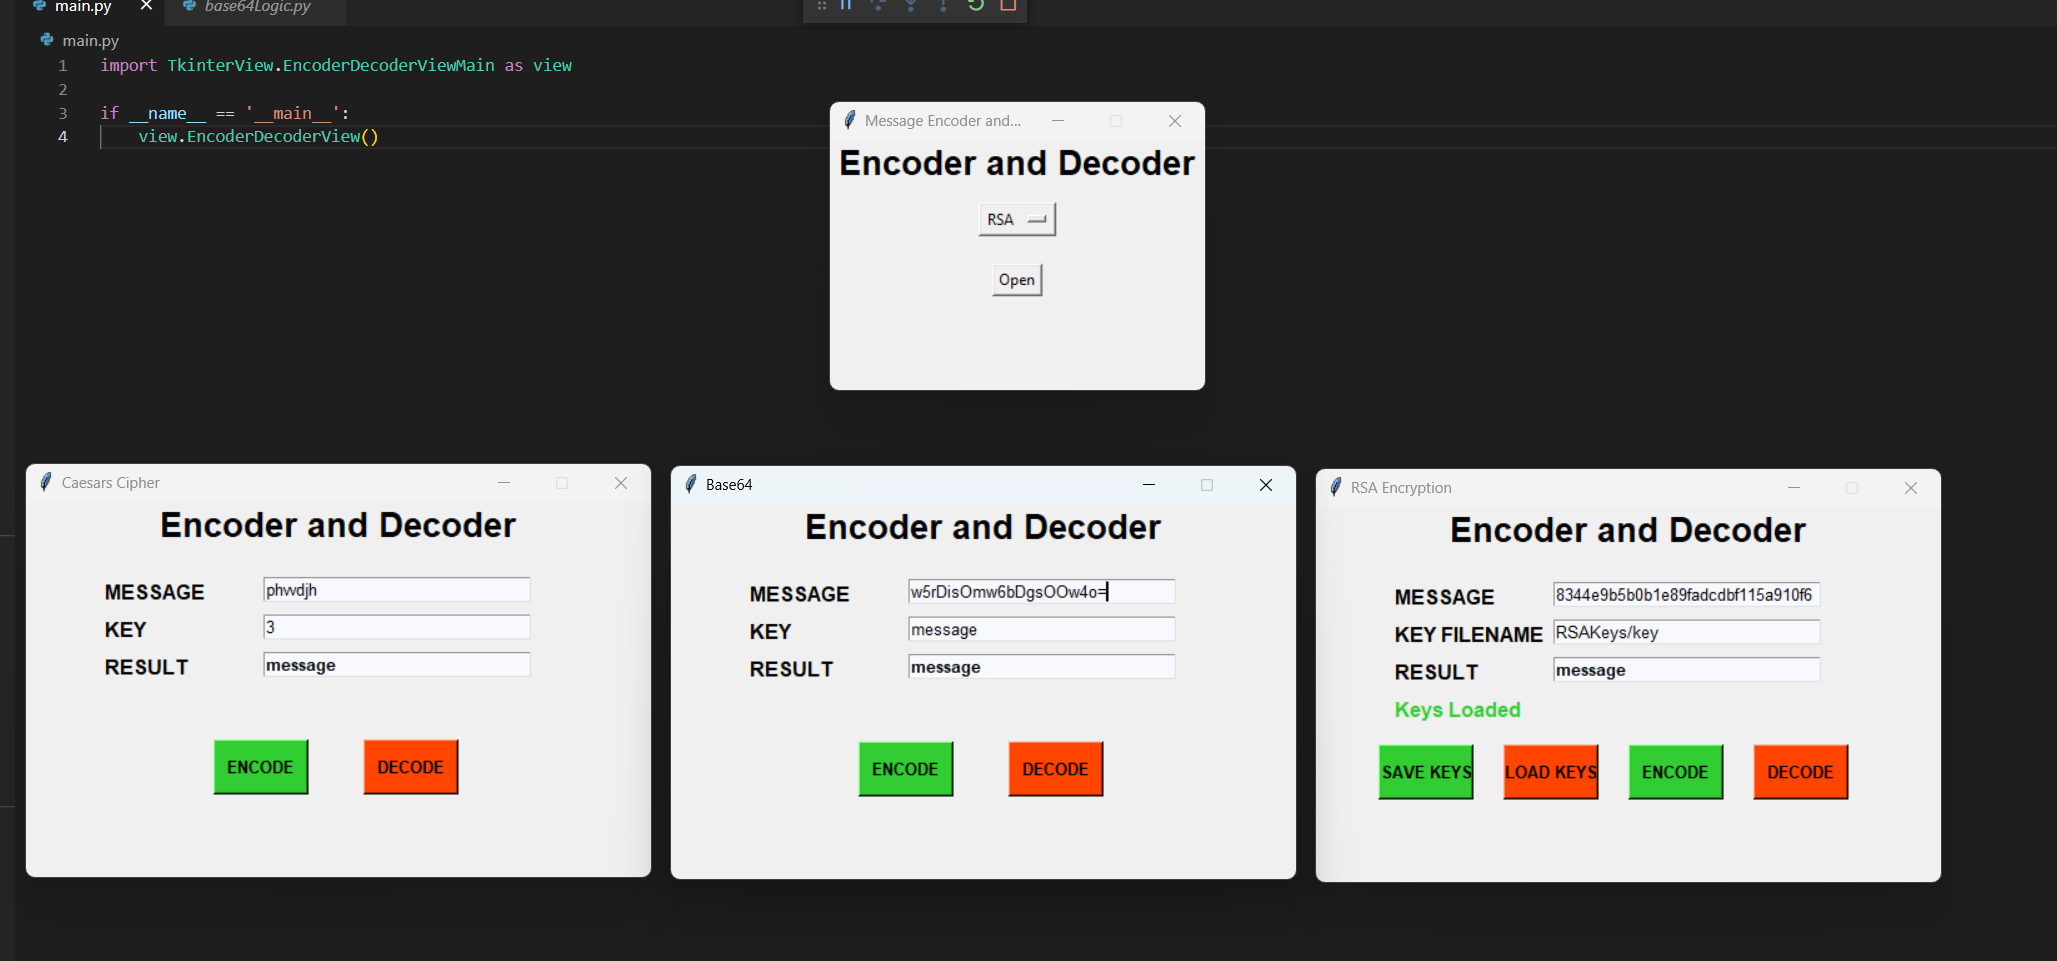 main.py
base64Logic.py
main.py
1 import TkinterView.EncoderDecoderViewMain as view
2
3 if __name__ == '__main__':
4 view.EncoderDecoderView()
Message Encoder and...
Encoder and Decoder
RSA
Open
Caesars Cipher
Encoder and Decoder
MESSAGE phvvdjh
KEY 3
RESULT message
ENCODE DECODE
Base64
Encoder and Decoder
MESSAGE w5rDisOmw6bDgsOOw4o=
KEY message
RESULT message
ENCODE DECODE
RSA Encryption
Encoder and Decoder
MESSAGE 8344e9b5b0b1e89fadcdbf115a910f6
KEY FILENAME RSAKeys/key
RESULT message
Keys Loaded
SAVE KEYS LOAD KEYS ENCODE DECODE